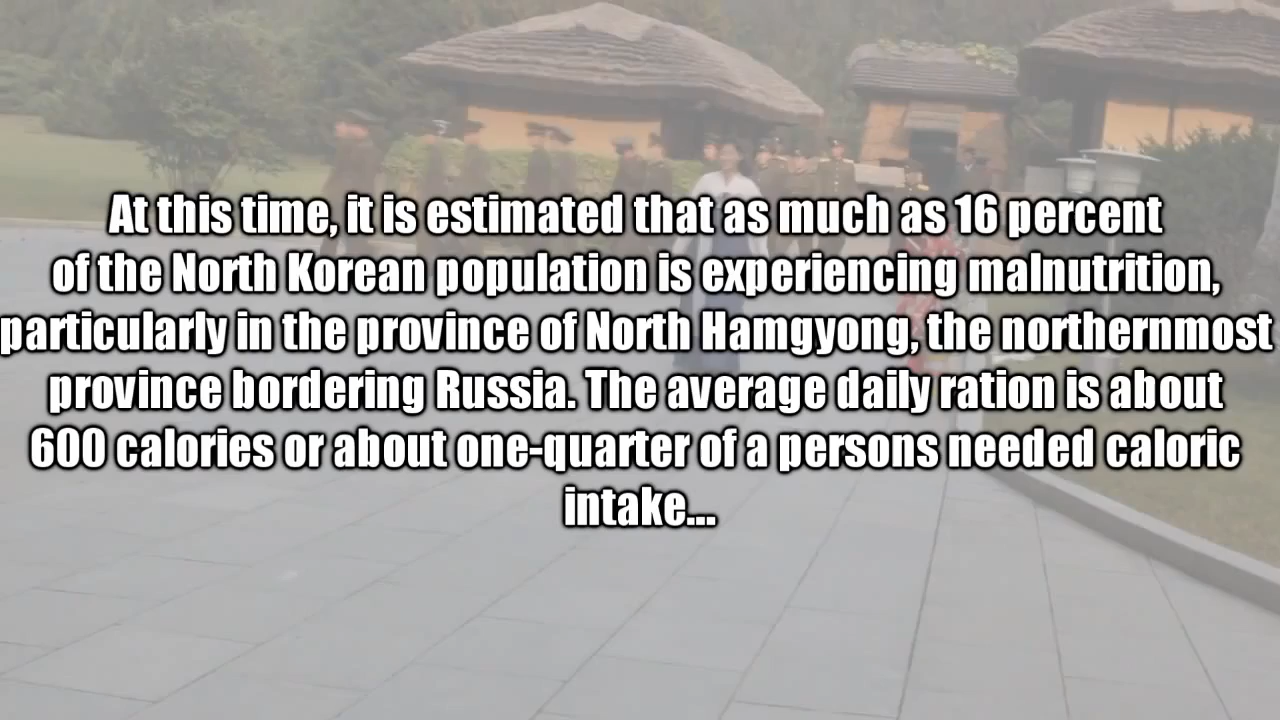 At this time, it is estimated that as much as 16 percent
of the North Korean population is experiencing malnutrition,
particularly in the province of North Hamgyong, the northernmost
province bordering Russia. The average daily ration is about
600 calories or about one-quarter of a persons needed caloric
intake...